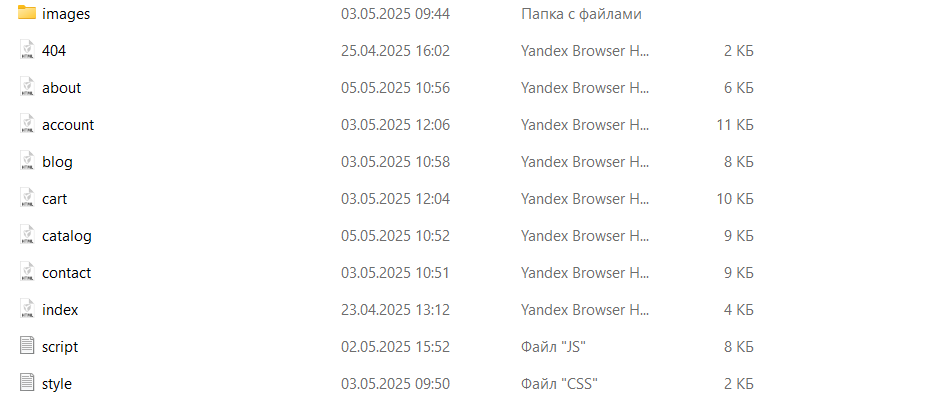 images 03.05.2025 09:44 Папка с файлами
404 25.04.2025 16:02 Yandex Browser H... 2 КБ
about 05.05.2025 10:56 Yandex Browser H... 6 КБ
account 03.05.2025 12:06 Yandex Browser H... 11 КБ
blog 03.05.2025 10:58 Yandex Browser H... 8 КБ
cart 03.05.2025 12:04 Yandex Browser H... 10 КБ
catalog 05.05.2025 10:52 Yandex Browser H... 9 КБ
contact 03.05.2025 10:51 Yandex Browser H... 9 КБ
index 23.04.2025 13:12 Yandex Browser H... 4 КБ
script 02.05.2025 15:52 Файл "JS" 8 КБ
style 03.05.2025 09:50 Файл "CSS" 2 КБ